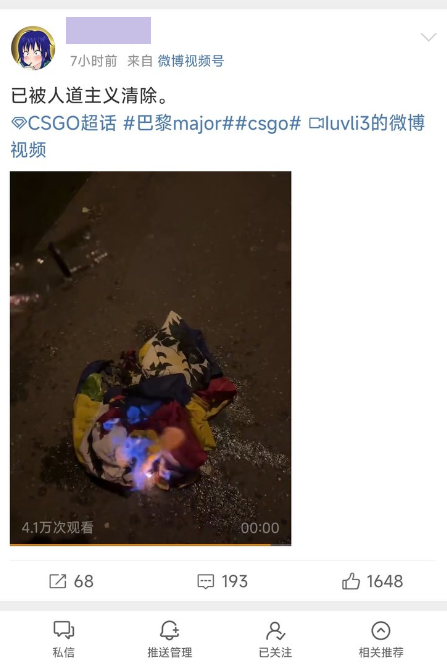 7小时前 来自 微博视频号
已被人道主义清除。
CSGO超话 #巴黎major##csgo# luvli3的微博
视频
4.1万次观看 00:00
68 193 1648
私信 推送管理 已关注 相关推荐